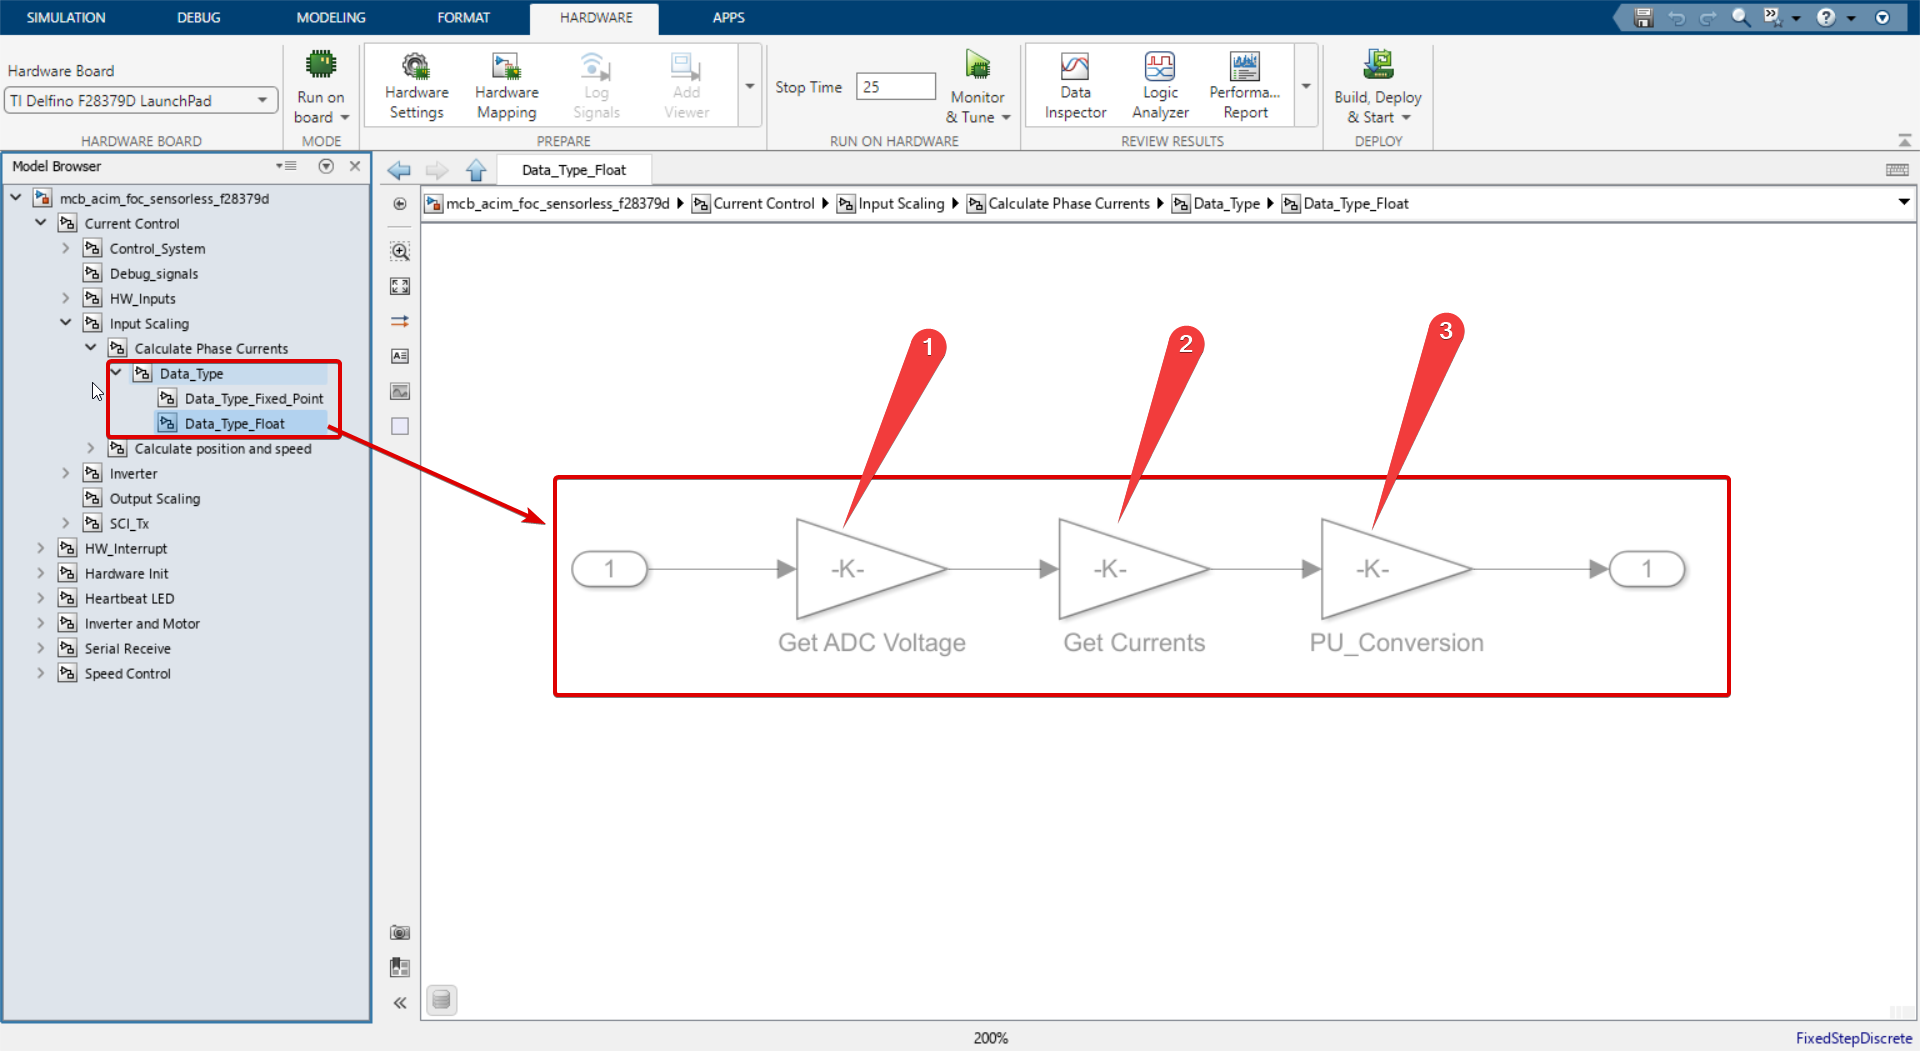 SIMULATION DEBUG MODELING FORMAT HARDWARE APPS
Hardware Board
TI Delfino F28379D LaunchPad
HARDWARE BOARD
Run on
board
MODE
Hardware
Settings
Hardware
Mapping
Log
Signals
Add
Viewer
PREPARE
Stop Time 25
Monitor
& Tune
RUN ON HARDWARE
Data
Inspector
Logic
Analyzer
Performa...
Report
REVIEW RESULTS
Build, Deploy
& Start
DEPLOY
Model Browser
mcb_acim_foc_sensorless_f28379d
Current Control
Control_System
Debug_signals
HW_Inputs
Input Scaling
Calculate Phase Currents
Data_Type
Data_Type_Fixed_Point
Data_Type_Float
Calculate position and speed
Inverter
Output Scaling
SCI_Tx
HW_Interrupt
Hardware Init
Heartbeat LED
Inverter and Motor
Serial Receive
Speed Control
Data_Type_Float
mcb_acim_foc_sensorless_f28379d Current Control Input Scaling Calculate Phase Currents Data_Type Data_Type_Float
1
2
3
1
-K-
-K-
-K-
1
Get ADC Voltage
Get Currents
PU_Conversion
200%
FixedStepDiscrete